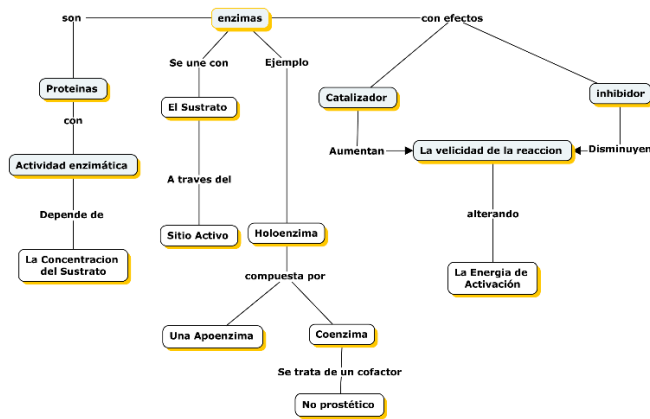 son
enzimas
con efectos
Se une con
Ejemplo
Proteinas
El Sustrato
Catalizador
inhibidor
con
Aumentan
La velicidad de la reaccion
Disminuyen
Actividad enzimática
A traves del
Depende de
alterando
Sitio Activo
Holoenzima
La Concentracion
del Sustrato
compuesta por
La Energia de
Activación
Una Apoenzima
Coenzima
Se trata de un cofactor
No prostético